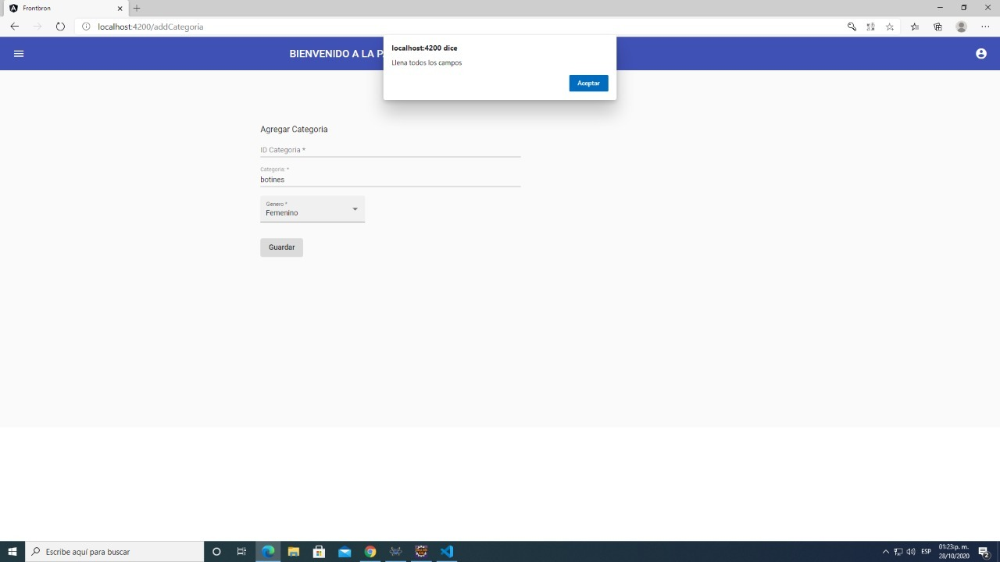 Frontbron
localhost:4200/addCategoria
BIENVENIDO A LA P
localhost:4200 dice
Llena todos los campos
Aceptar
Agregar Categoria
ID Categoria *
Categoria: *
botines
Genero *
Femenino
Guardar
Escribe aquí para buscar
ESP
01:23 p. m.
28/10/2020
2